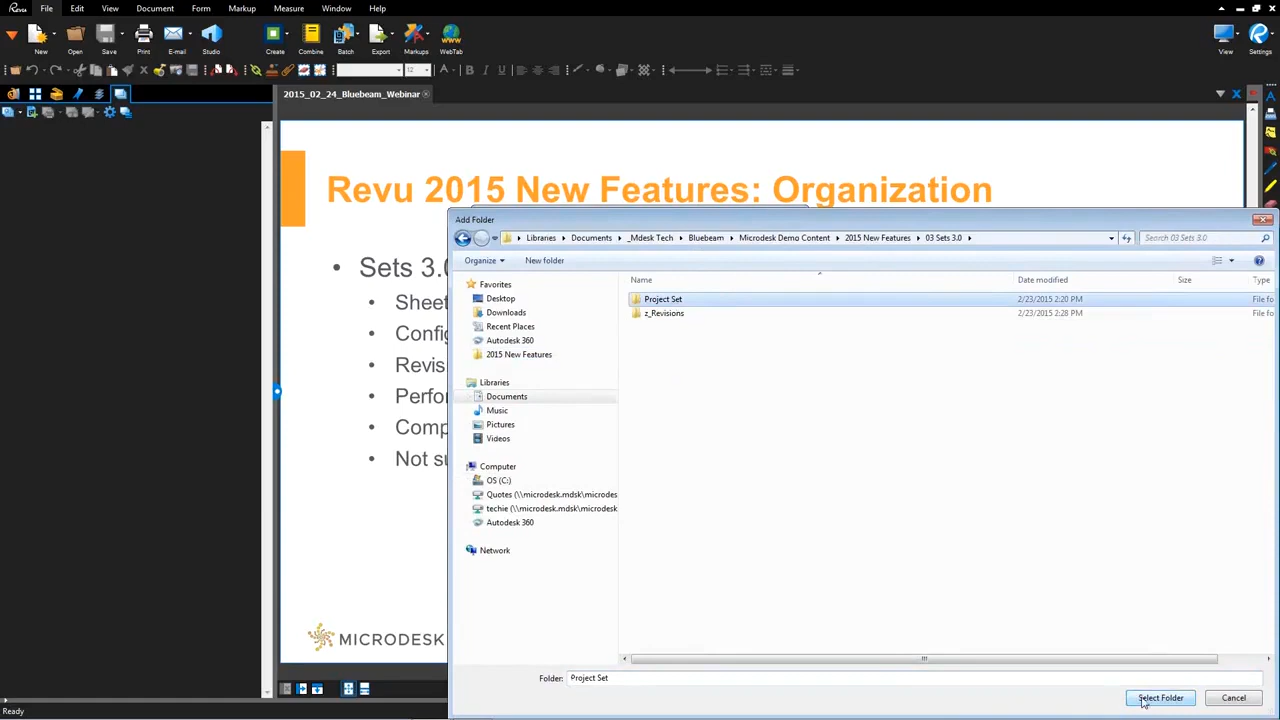 Revu File Edit View Document Form Markup Measure Window Help
New Open Save Print E-mail Studio Create Combine Batch Export Markups WebTab View Settings
12
2015_02_24_Bluebeam_Webinar
Revu 2015 New Features: Organization
Add Folder
Libraries Documents _Mdesk Tech Bluebeam Microdesk Demo Content 2015 New Features 03 Sets 3.0 Search 03 Sets 3.0
Organize New folder
Sets 3.0
Name Date modified Size Type
Favorites
Desktop Project Set 2/23/2015 2:20 PM File fo
Sheet
Downloads z_Revisions 2/23/2015 2:28 PM File fo
Recent Places
Config
Autodesk 360
2015 New Features
Revis
Libraries
Perfor
Documents
Music
Comp
Pictures
Videos
Not su
Computer
OS (C:)
Quotes (\\microdesk.mdsk\microdes
techie (\\microdesk.mdsk\microdesk
Autodesk 360
Network
MICRODESK
Folder: Project Set
Select Folder Cancel
Ready